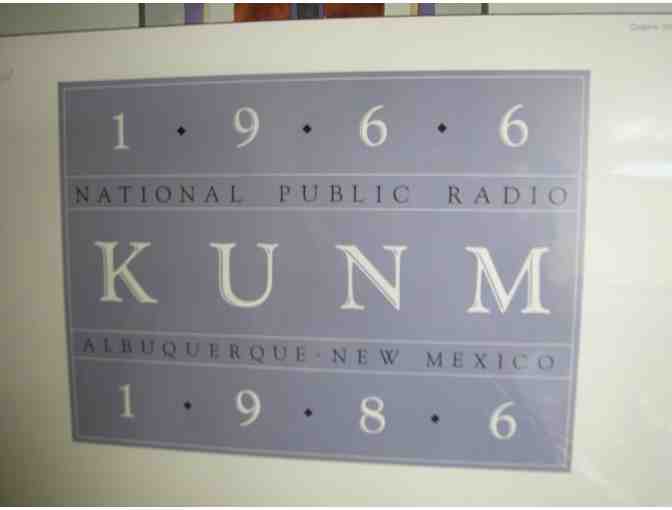 1 · 9 · 6 · 6
NATIONAL PUBLIC RADIO
KUNM
ALBUQUERQUE · NEW MEXICO
1 · 9 · 8 · 6